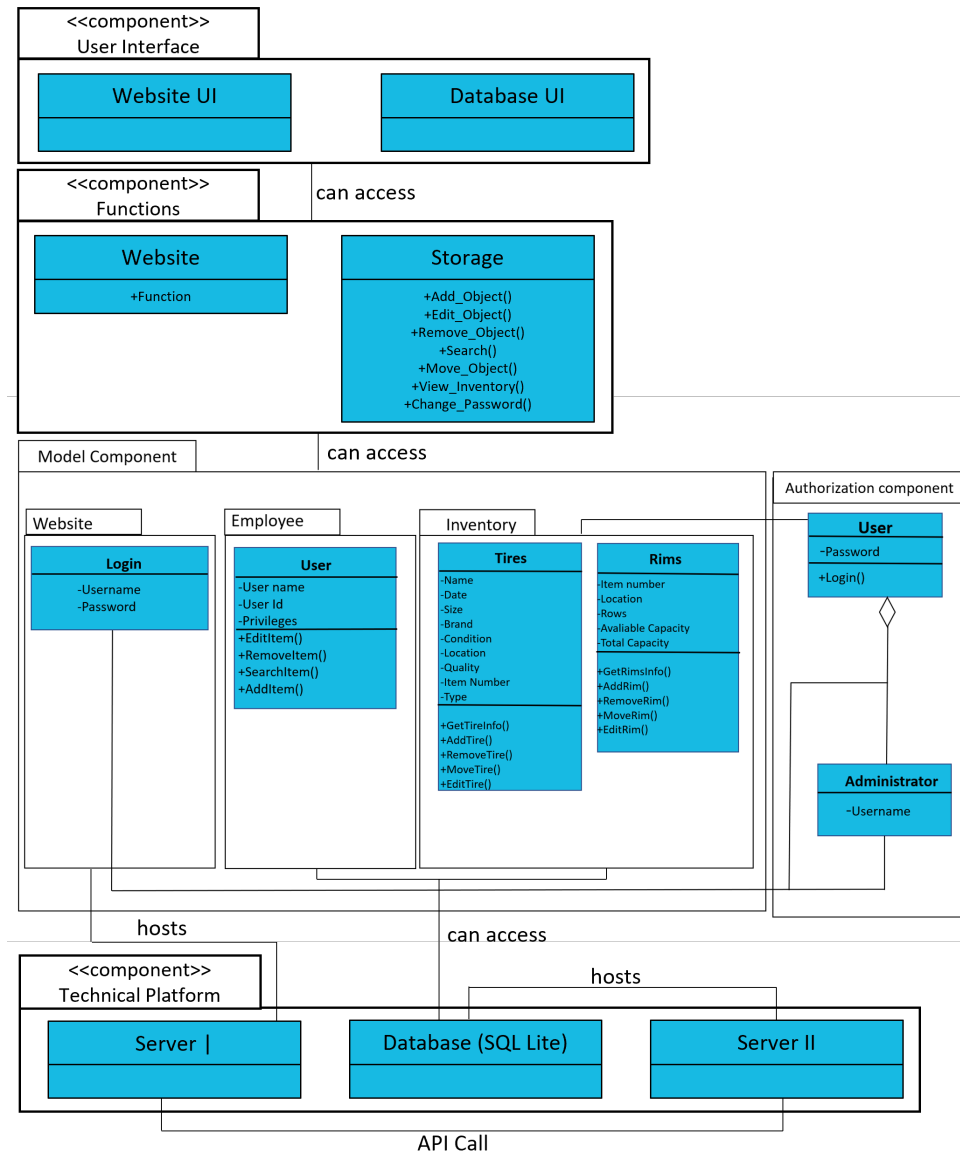 <<component>>
User Interface
Website UI
Database UI
can access
<<component>>
Functions
Website
+Function
Storage
+Add_Object()
+Edit_Object()
+Remove_Object()
+Search()
+Move_Object()
+View_Inventory()
+Change_Password()
can access
Model Component
Website
Login
-Username
-Password
Employee
User
-User name
-User Id
-Privileges
+EditItem()
+RemoveItem()
+SearchItem()
+AddItem()
Inventory
Tires
-Name
-Date
-Size
-Brand
-Condition
-Location
-Quality
-Item Number
-Type
+GetTireInfo()
+AddTire()
+RemoveTire()
+MoveTire()
+EditTire()
Rims
-Item number
-Location
-Rows
-Avaliable Capacity
-Total Capacity
+GetRimsInfo()
+AddRim()
+RemoveRim()
+MoveRim()
+EditRim()
Authorization component
User
-Password
+Login()
Administrator
-Username
hosts
can access
<<component>>
Technical Platform
hosts
Server |
Database (SQL Lite)
Server II
API Call